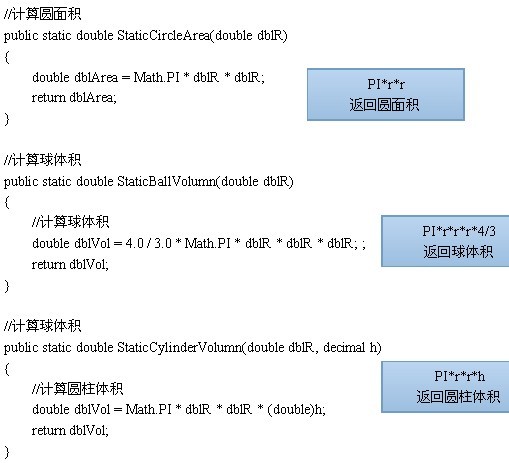 //计算圆面积
public static double StaticCircleArea(double dblR)
{
double dblArea = Math.PI * dblR * dblR;
return dblArea;
}
PI*r*r
返回圆面积
//计算球体积
public static double StaticBallVolumn(double dblR)
{
//计算球体积
double dblVol = 4.0 / 3.0 * Math.PI * dblR * dblR * dblR; ;
return dblVol;
}
PI*r*r*r*4/3
返回球体积
//计算球体积
public static double StaticCylinderVolumn(double dblR, decimal h)
{
//计算圆柱体积
double dblVol = Math.PI * dblR * dblR * (double)h;
return dblVol;
}
PI*r*r*h
返回圆柱体积